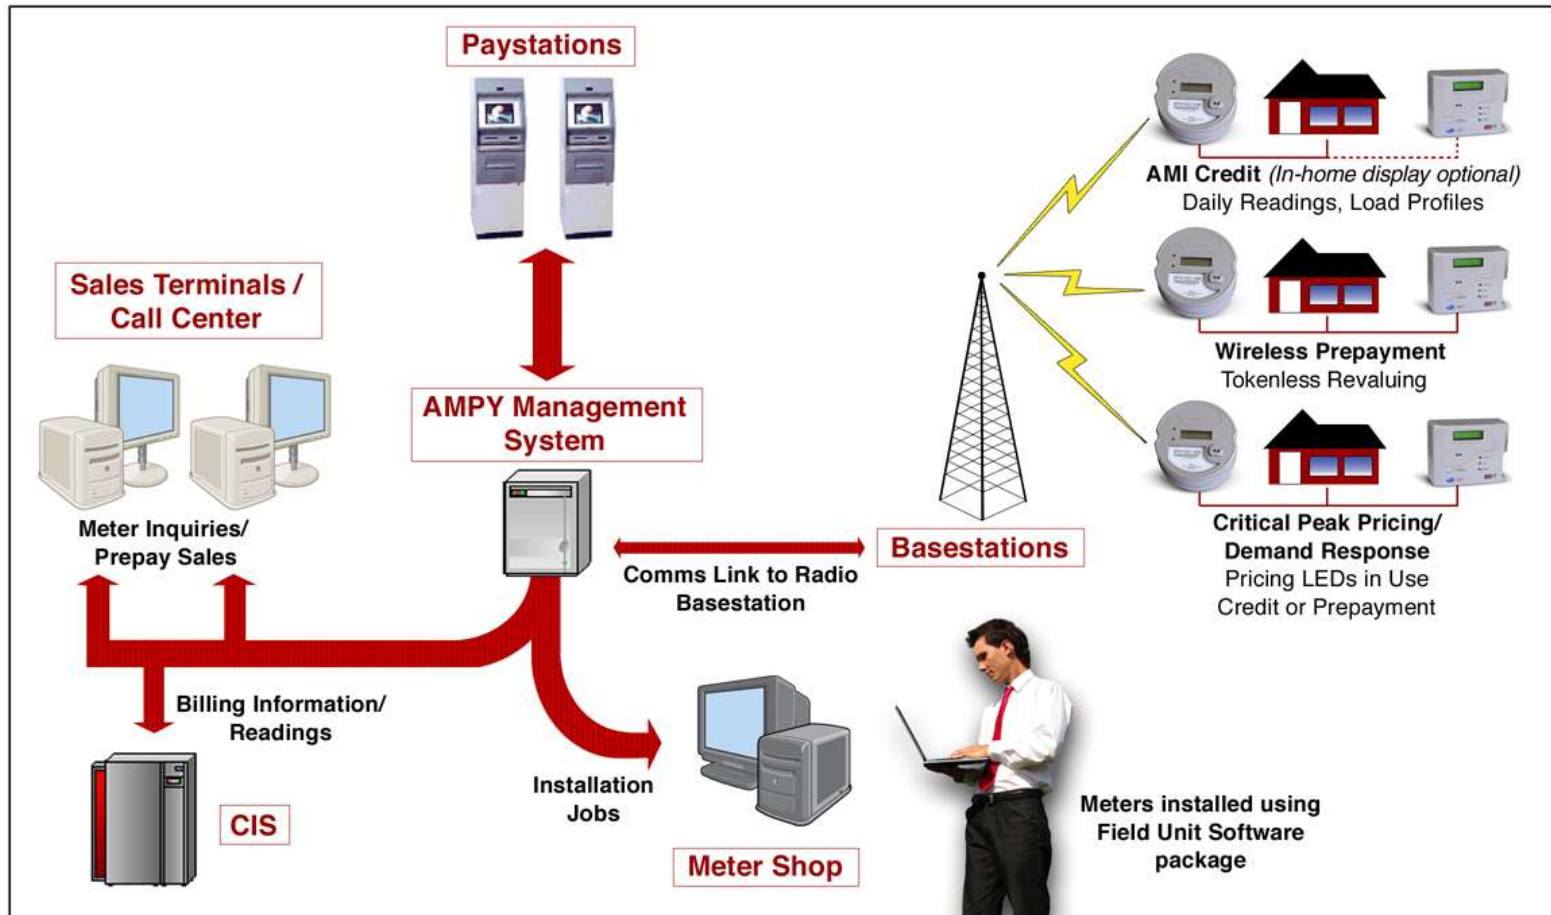 Paystations
Sales Terminals /
Call Center
Meter Inquiries/
Prepay Sales
AMPY Management
System
Comms Link to Radio
Basestation
Basestations
AMI Credit (In-home display optional)
Daily Readings, Load Profiles
Wireless Prepayment
Tokenless Revaluing
Critical Peak Pricing/
Demand Response
Pricing LEDs in Use
Credit or Prepayment
Billing Information/
Readings
CIS
Installation
Jobs
Meter Shop
Meters installed using
Field Unit Software
package